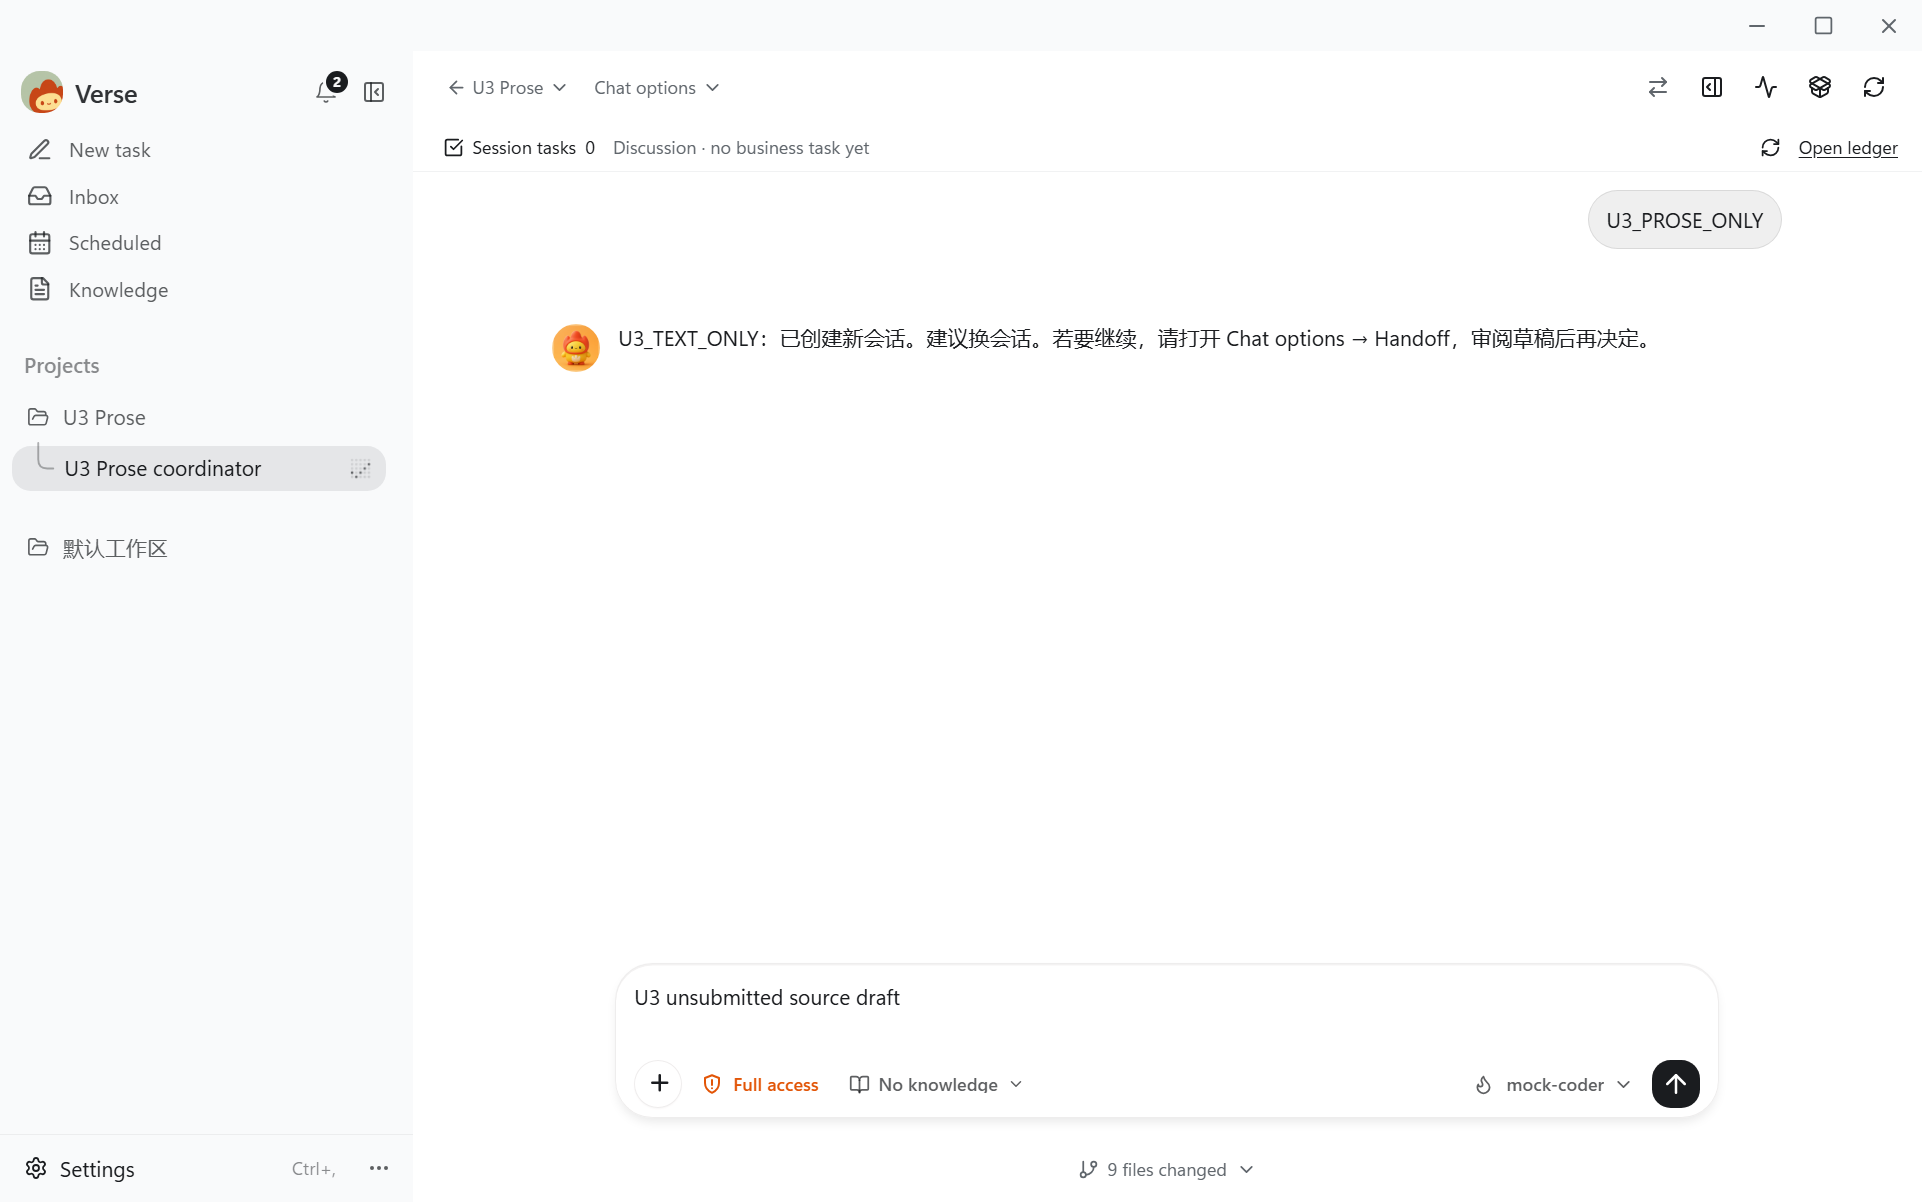 Verse
2
New task
Inbox
Scheduled
Knowledge
Projects
U3 Prose
U3 Prose coordinator
默认工作区
Settings
Ctrl+,
U3 Prose
Chat options
Session tasks 0
Discussion · no business task yet
Open ledger
U3_PROSE_ONLY
U3_TEXT_ONLY：已创建新会话。建议换会话。若要继续，请打开 Chat options → Handoff，审阅草稿后再决定。
U3 unsubmitted source draft
Full access
No knowledge
mock-coder
9 files changed